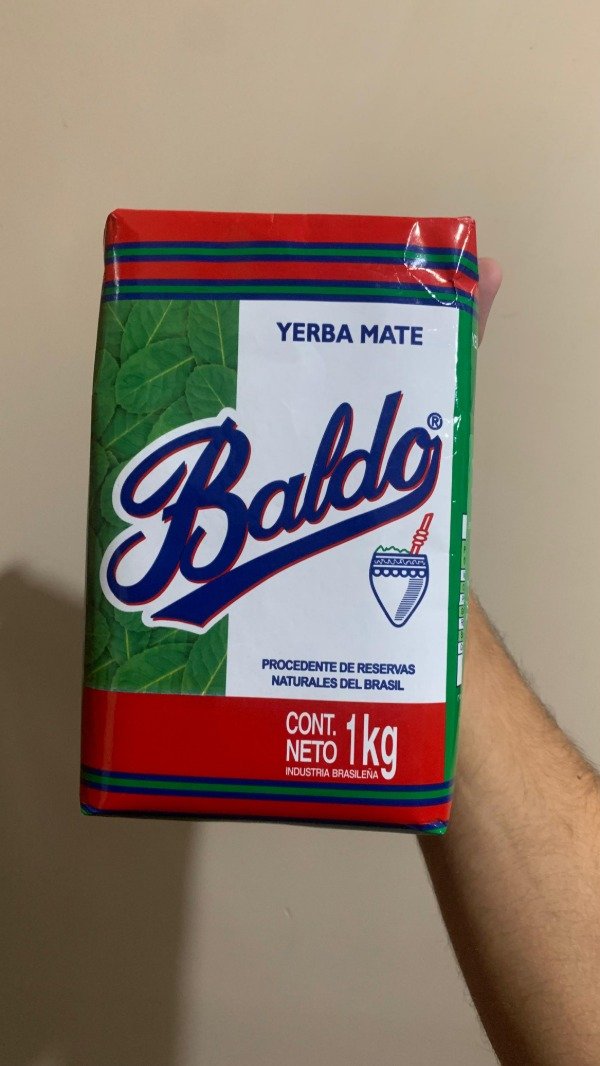 YERBA MATE
Baldo®
PROCEDENTE DE RESERVAS
NATURALES DEL BRASIL
CONT.
NETO 1kg
INDUSTRIA BRASILEÑA